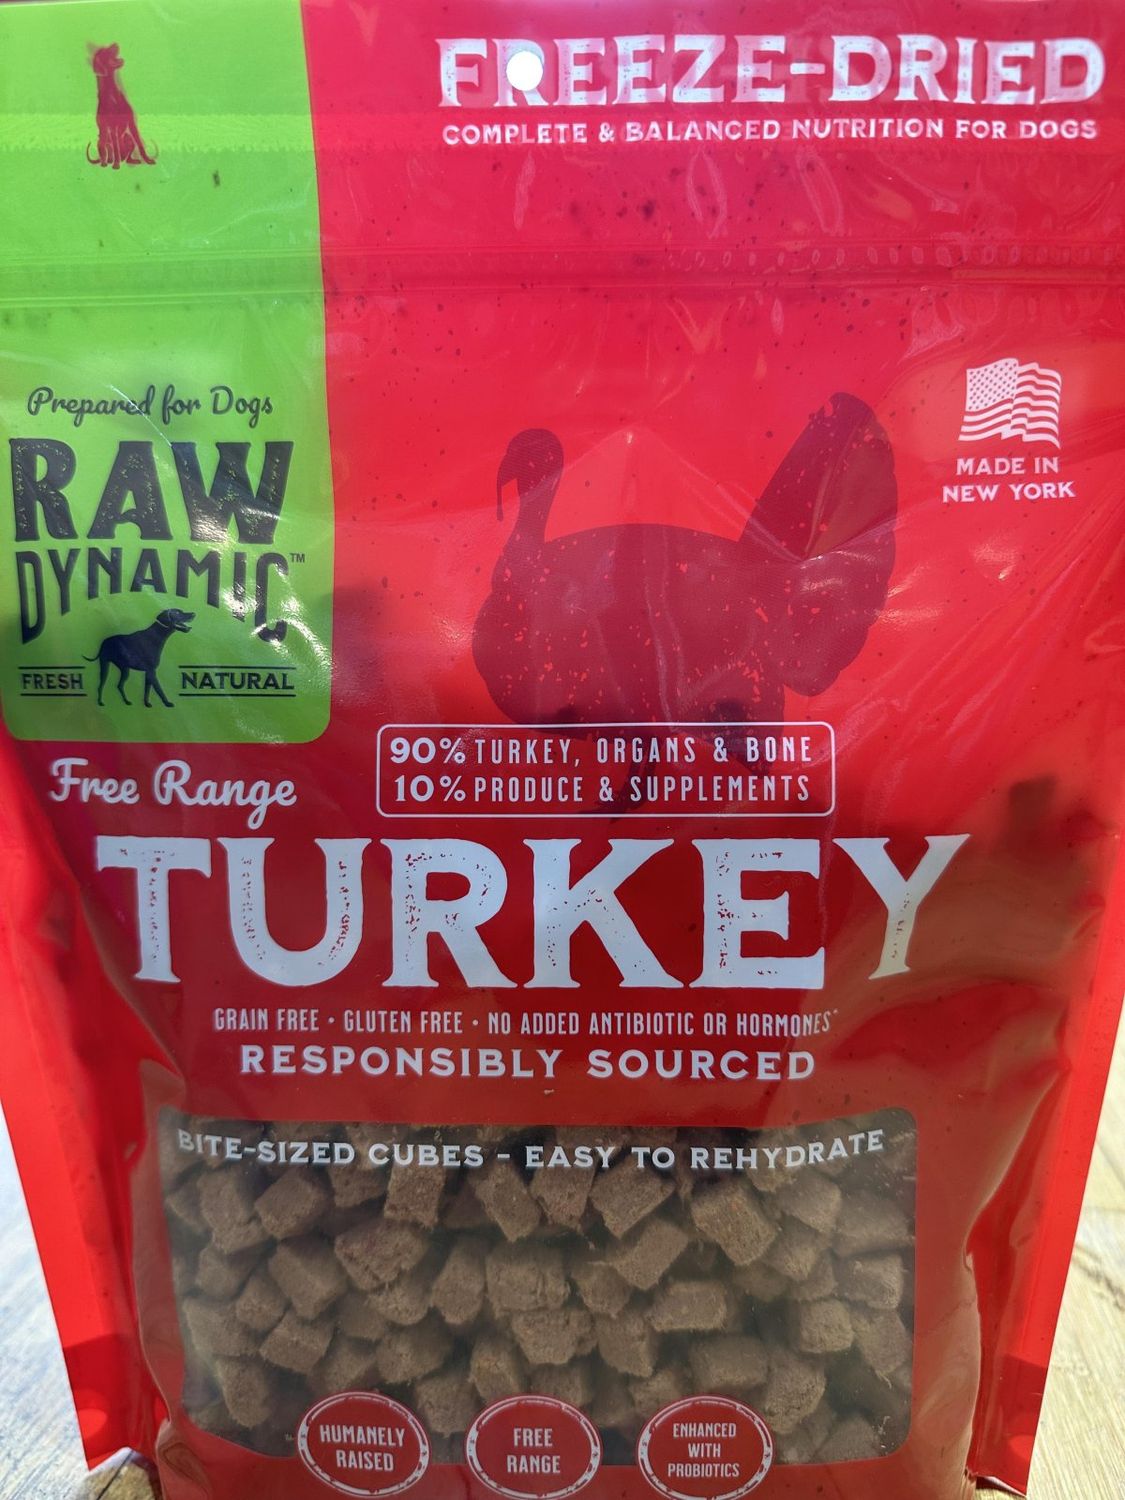 FREEZE-DRIED
COMPLETE & BALANCED NUTRITION FOR DOGS
Prepared for Dogs
RAW
DYNAMIC™
FRESH NATURAL
MADE IN
NEW YORK
90% TURKEY, ORGANS & BONE
10% PRODUCE & SUPPLEMENTS
Free Range
TURKEY
GRAIN FREE • GLUTEN FREE • NO ADDED ANTIBIOTIC OR HORMONES*
RESPONSIBLY SOURCED
BITE-SIZED CUBES - EASY TO REHYDRATE
HUMANELY
RAISED
FREE
RANGE
ENHANCED
WITH
PROBIOTICS